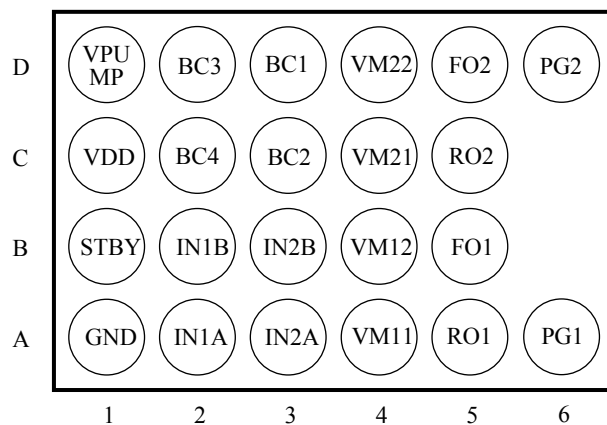 D VPU MP BC3 BC1 VM22 FO2 PG2
C VDD BC4 BC2 VM21 RO2
B STBY IN1B IN2B VM12 FO1
A GND IN1A IN2A VM11 RO1 PG1
1 2 3 4 5 6